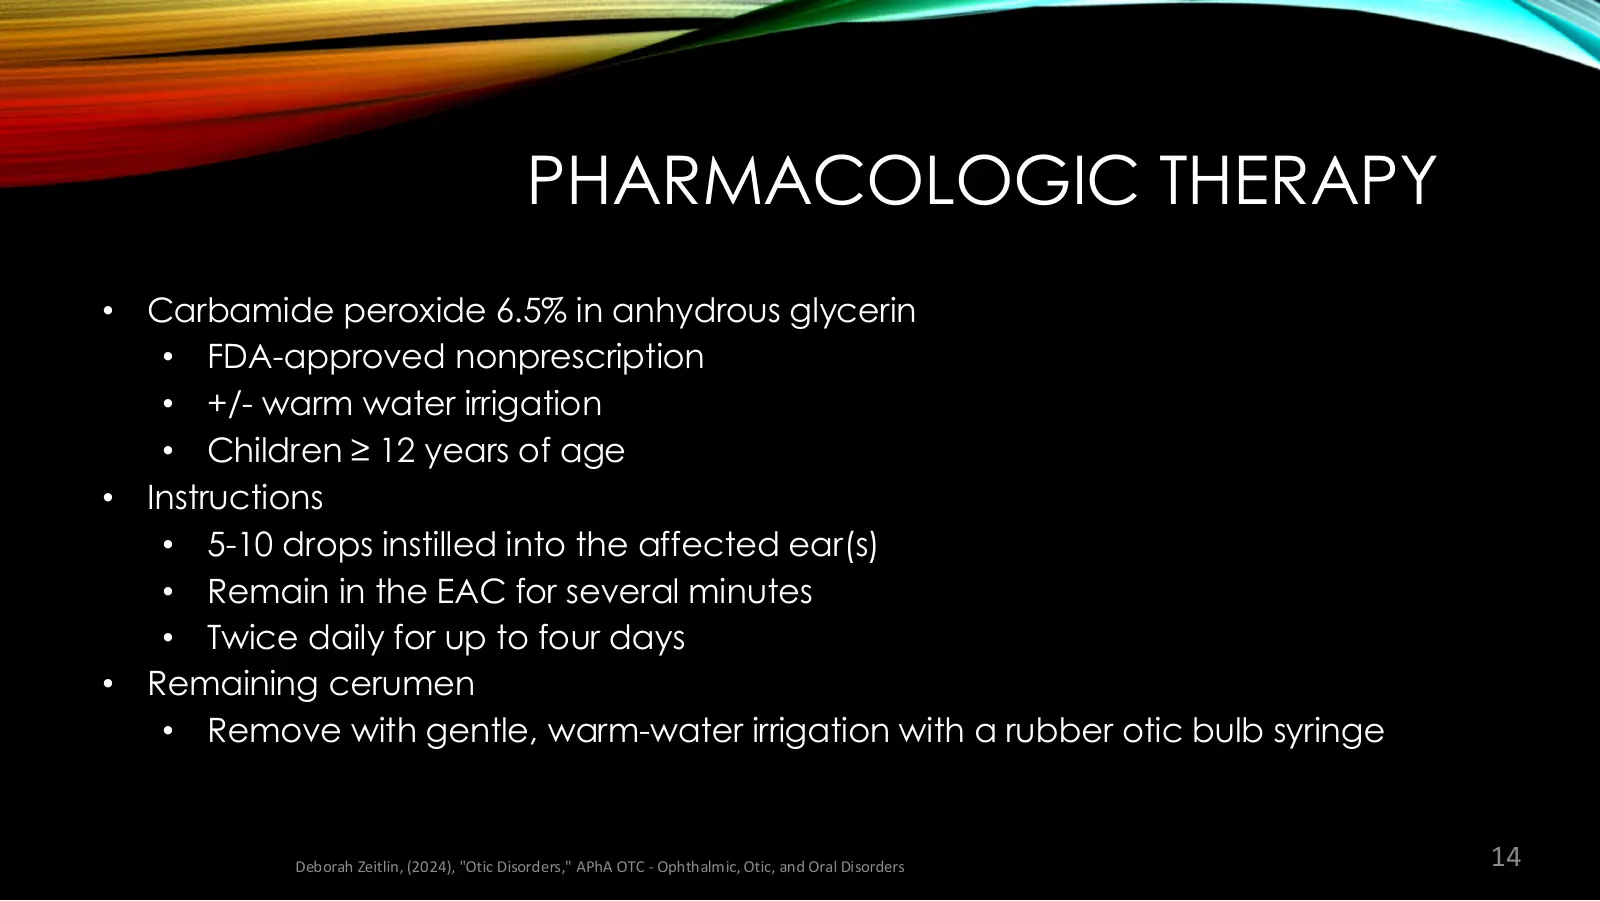 PHARMACOLOGIC THERAPY
• Carbamide peroxide 6.5% in anhydrous glycerin
• FDA-approved nonprescription
• +/- warm water irrigation
• Children ≥ 12 years of age
• Instructions
• 5-10 drops instilled into the affected ear(s)
• Remain in the EAC for several minutes
• Twice daily for up to four days
• Remaining cerumen
• Remove with gentle, warm-water irrigation with a rubber otic bulb syringe
Deborah Zeitlin, (2024), "Otic Disorders," APhA OTC - Ophthalmic, Otic, and Oral Disorders
14